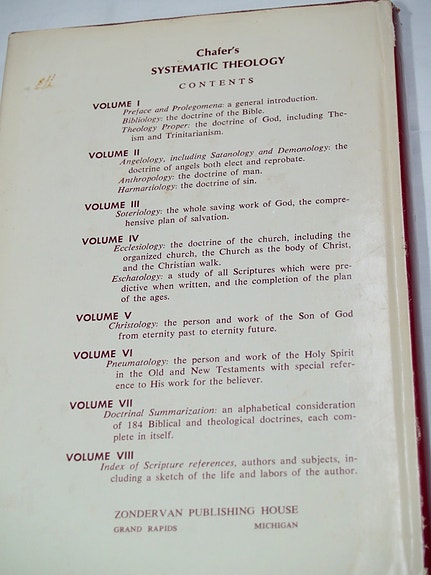 Chafer's
SYSTEMATIC THEOLOGY
CONTENTS
VOLUME I
Preface and Prolegomena: a general introduction.
Bibliology: the doctrine of the Bible.
Theology Proper: the doctrine of God, including The-
ism and Trinitarianism.
VOLUME II
Angelology, including Satanology and Demonology: the
doctrine of angels both elect and reprobate.
Anthropology: the doctrine of man.
Harmartiology: the doctrine of sin.
VOLUME III
Soteriology: the whole saving work of God, the compre-
hensive plan of salvation.
VOLUME IV
Ecclesiology: the doctrine of the church, including the
organized church, the Church as the body of Christ,
and the Christian walk.
Eschatology: a study of all Scriptures which were pre-
dictive when written, and the completion of the plan
of the ages.
VOLUME V
Christology: the person and work of the Son of God
from eternity past to eternity future.
VOLUME VI
Pneumatology: the person and work of the Holy Spirit
in the Old and New Testaments with special refer-
ence to His work for the believer.
VOLUME VII
Doctrinal Summarization: an alphabetical consideration
of 184 Biblical and theological doctrines, each com-
plete in itself.
VOLUME VIII
Index of Scripture references, authors and subjects, in-
cluding a sketch of the life and labors of the author.
ZONDERVAN PUBLISHING HOUSE
GRAND RAPIDS MICHIGAN